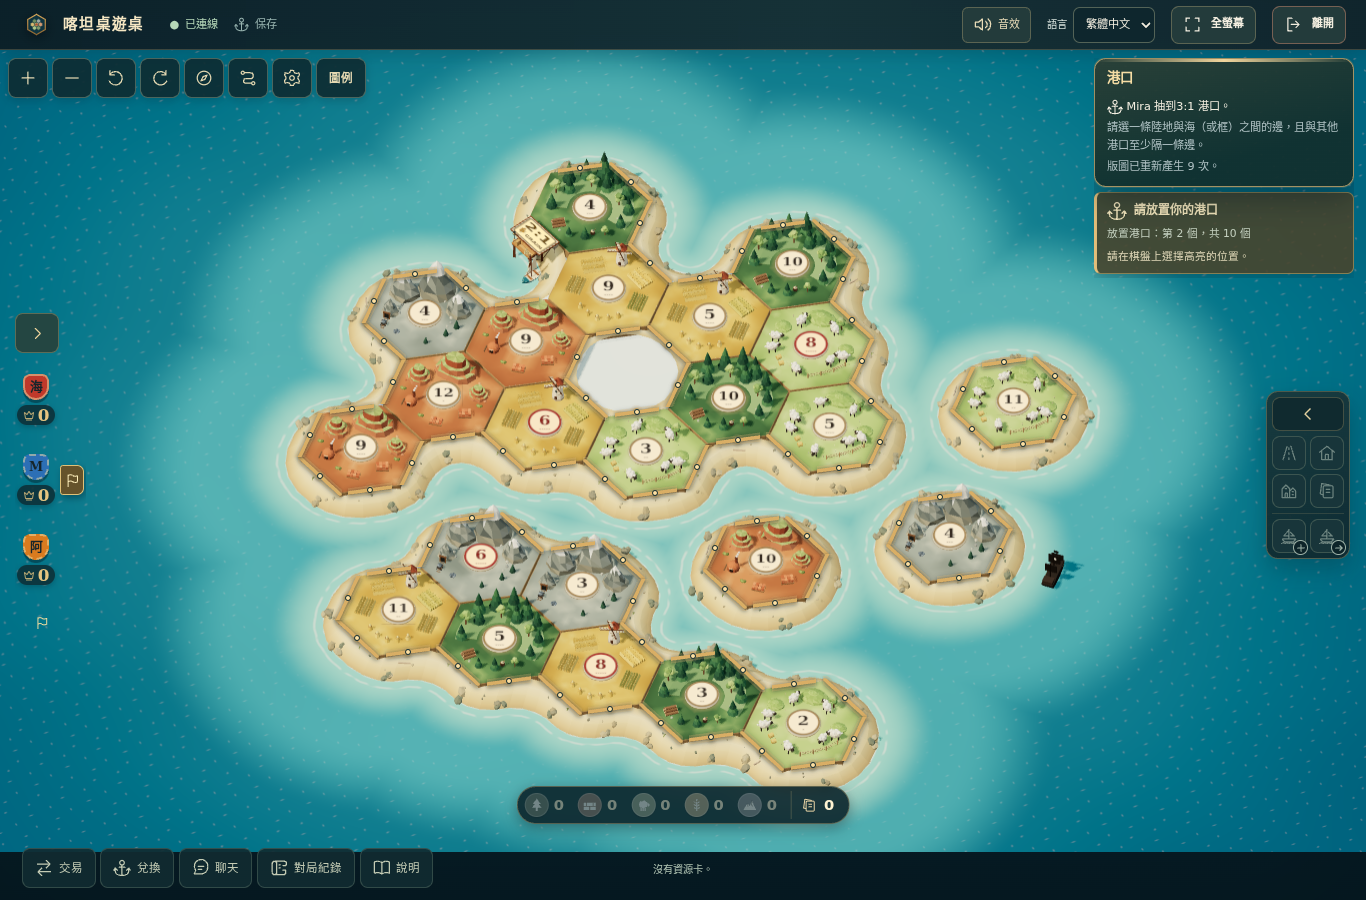 喀坦桌遊桌
已連線
保存
音效
語言
繁體中文
全螢幕
離開
圖例
港口
Mira 抽到3:1 港口。
請選一條陸地與海（或框）之間的邊，且與其他
港口至少隔一條邊。
版圖已重新產生 9 次。
請放置你的港口
放置港口：第 2 個，共 10 個
請在棋盤上選擇高亮的位置。
4
2:1
10
9
4
5
9
8
12
10
11
6
5
9
3
6
4
10
3
11
5
8
3
2
海
0
M
0
阿
0
0
0
0
0
0
0
交易
兌換
聊天
對局紀錄
說明
沒有資源卡。